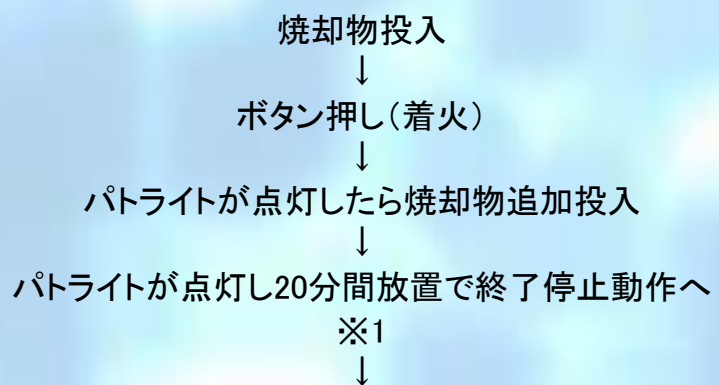 焼却物投入
↓
ボタン押し(着火)
↓
パトライトが点灯したら焼却物追加投入
↓
パトライトが点灯し20分間放置で終了停止動作へ
※1
↓